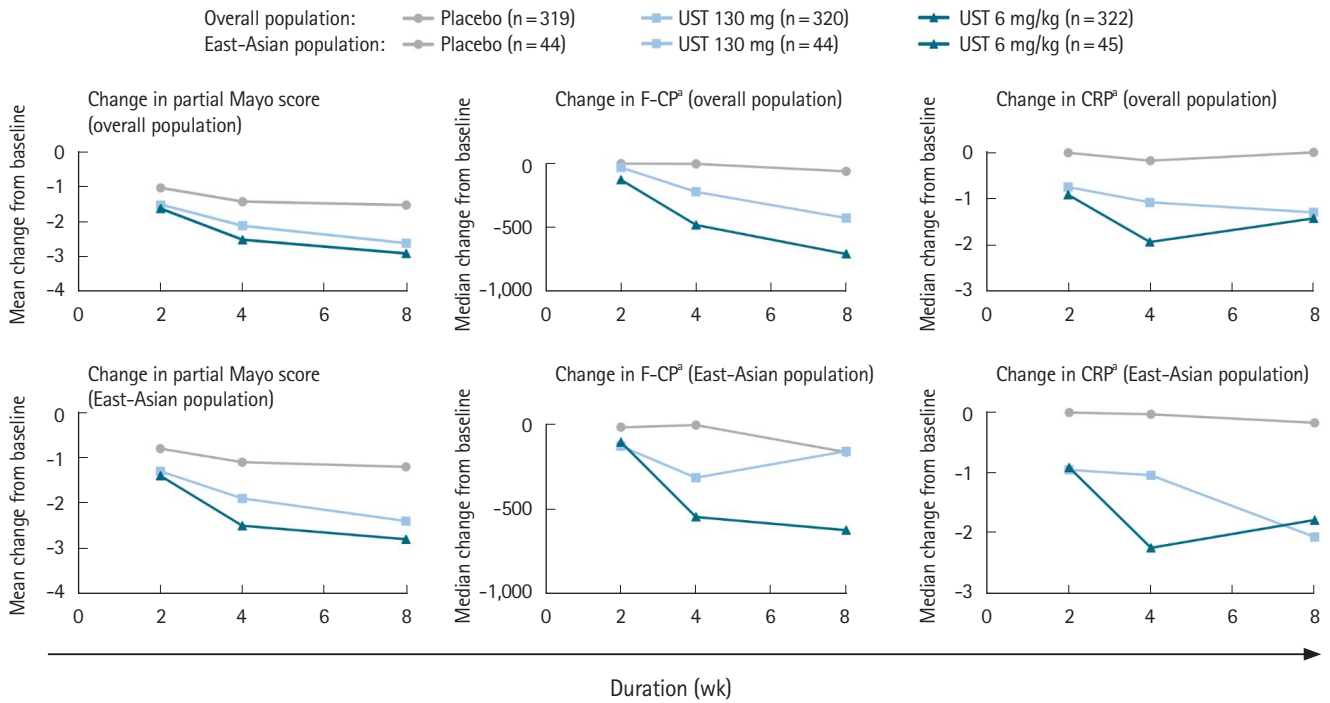 Overall population: Placebo (n=319) UST 130 mg (n=320) UST 6 mg/kg (n=322)
East-Asian population: Placebo (n=44) UST 130 mg (n=44) UST 6 mg/kg (n=45)
Change in partial Mayo score
(overall population)
Mean change from baseline
0
-1
-2
-3
-4
0 2 4 6 8
Change in F-CPª (overall population)
Median change from baseline
0
-500
-1,000
0 2 4 6 8
Change in CRPª (overall population)
Median change from baseline
0
-1
-2
-3
0 2 4 6 8
Change in partial Mayo score
(East-Asian population)
Mean change from baseline
0
-1
-2
-3
-4
0 2 4 6 8
Change in F-CPª (East-Asian population)
Median change from baseline
0
-500
-1,000
0 2 4 6 8
Change in CRPª (East-Asian population)
Median change from baseline
0
-1
-2
-3
0 2 4 6 8
Duration (wk)